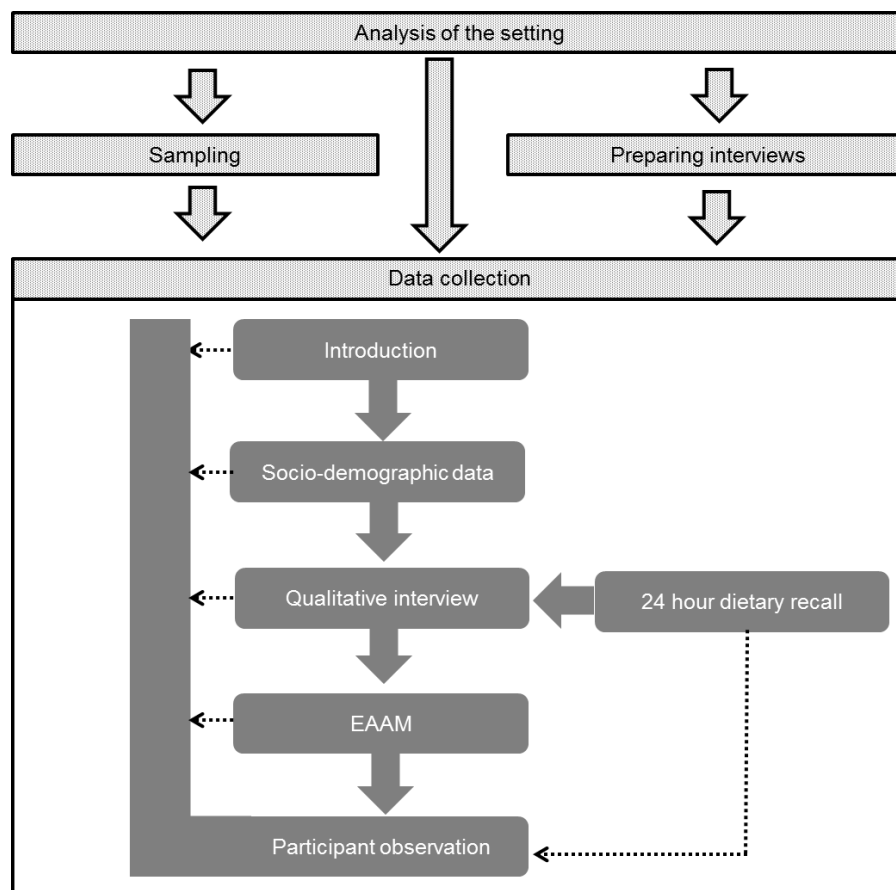 Analysis of the setting
Sampling
Preparing interviews
Data collection
Introduction
Socio-demographic data
Qualitative interview
24 hour dietary recall
EAAM
Participant observation